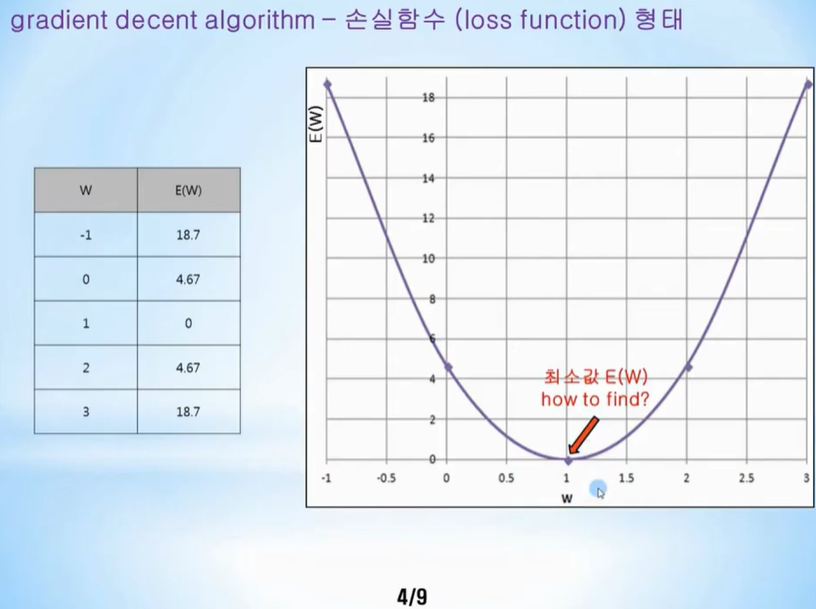 gradient decent algorithm – 손실함수 (loss function) 형태
W E(W)
-1 18.7
0 4.67
1 0
2 4.67
3 18.7
E(W)
18
16
14
12
10
8
6
4
2
0
최소값 E(W)
how to find?
-1 -0.5 0 0.5 1 1.5 2 2.5 3
w
4/9